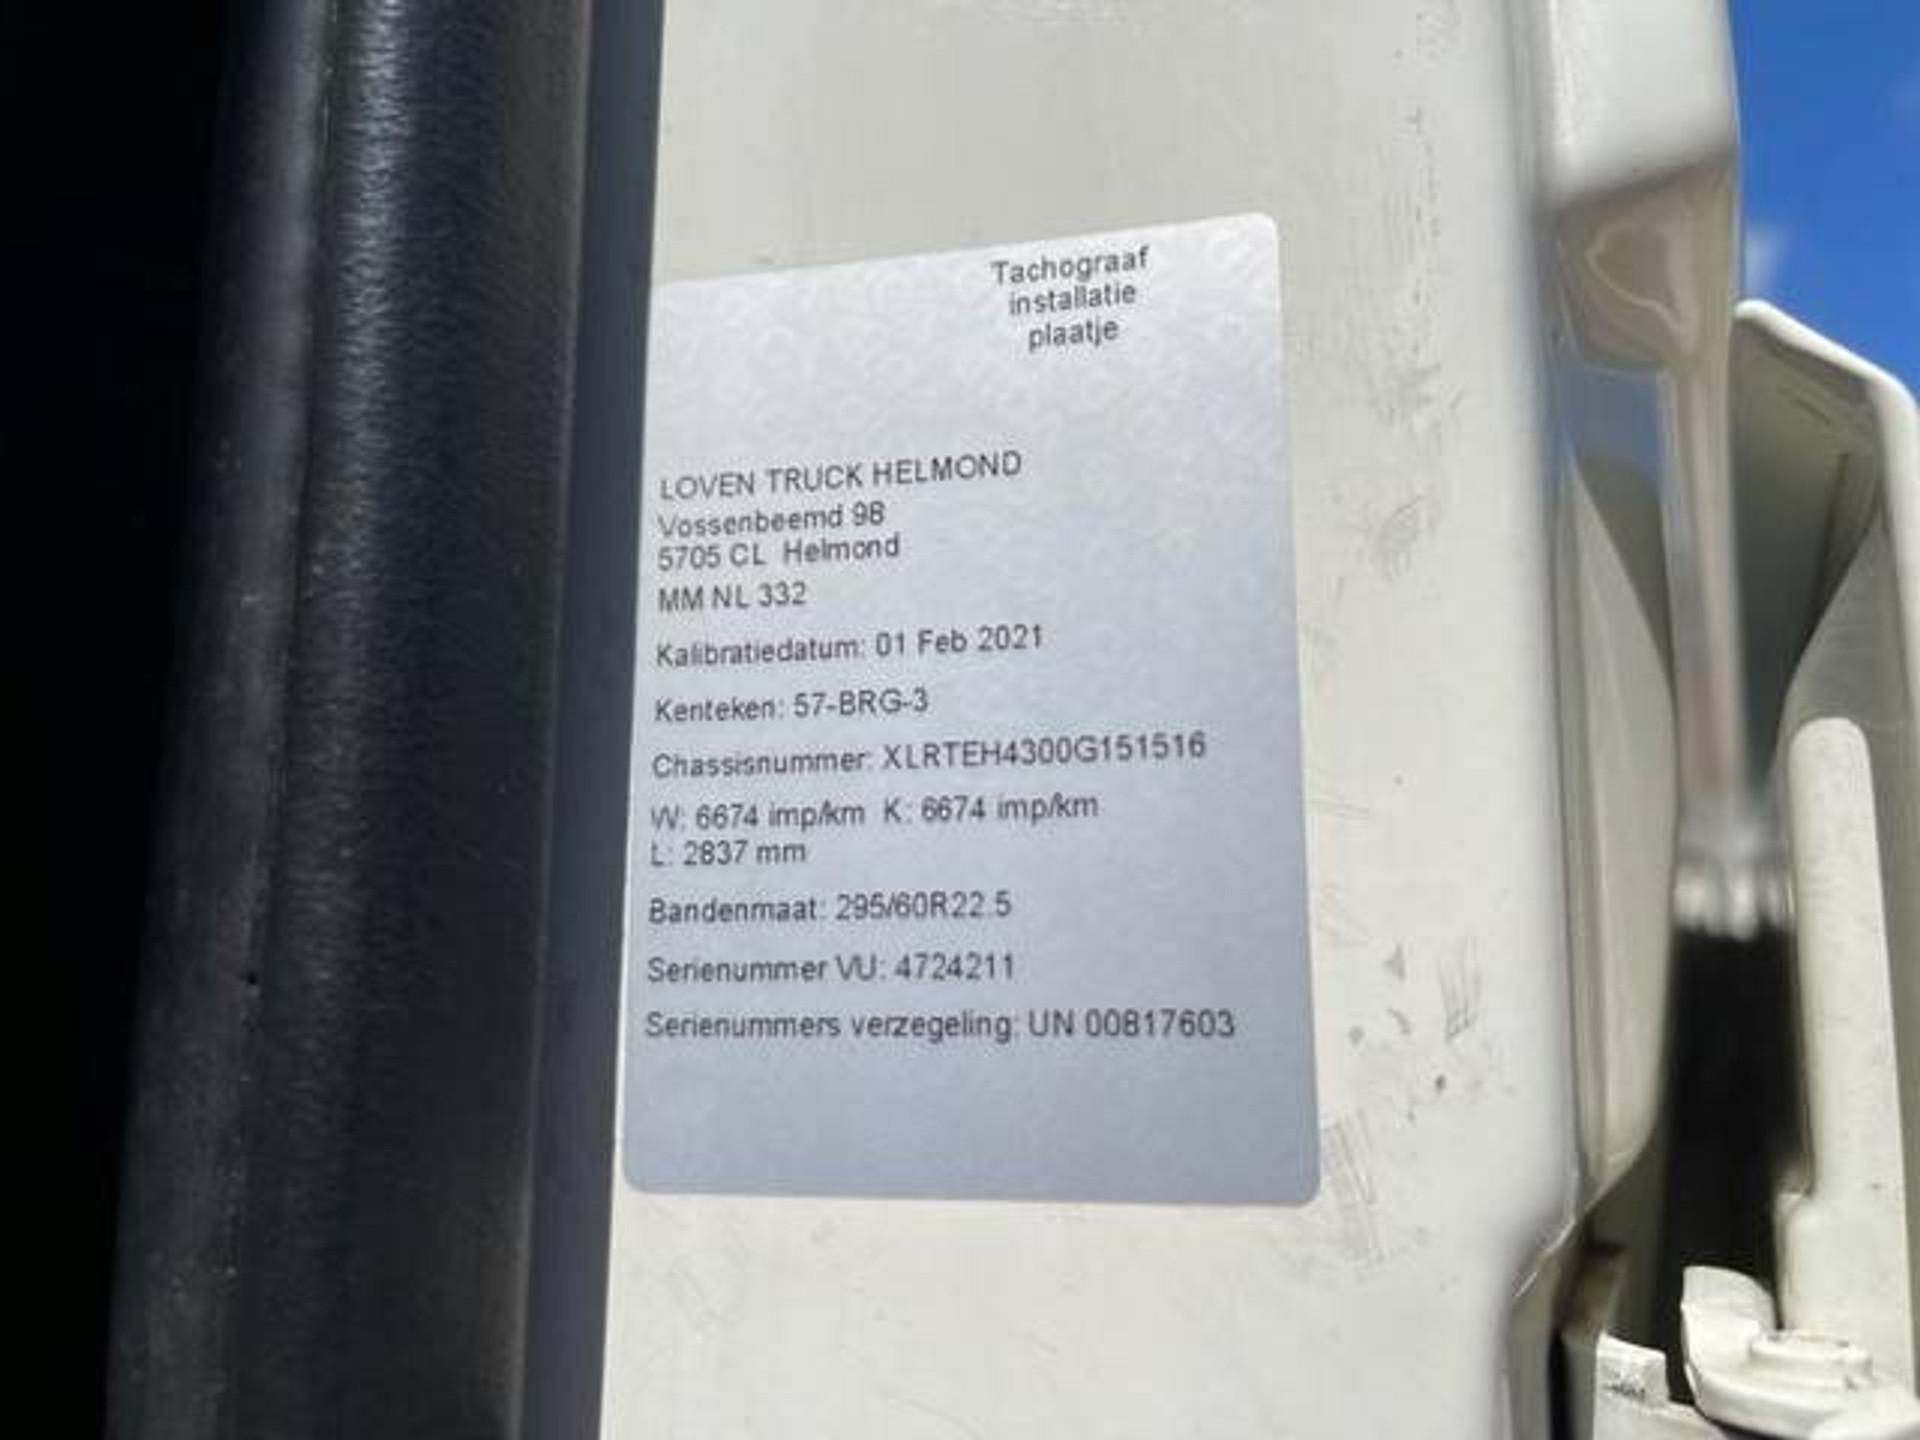 Tachograaf
installatie
plaatje
LOVEN TRUCK HELMOND
Vossenbeemd 98
5705 CL Helmond
MM NL 332
Kalibratiedatum: 01 Feb 2021
Kenteken: 57-BRG-3
Chassisnummer: XLRTEH4300G151516
W: 6674 imp/km K: 6674 imp/km
L: 2837 mm
Bandenmaat: 295/60R22.5
Serienummer VU: 4724211
Serienummers verzegeling: UN 00817603